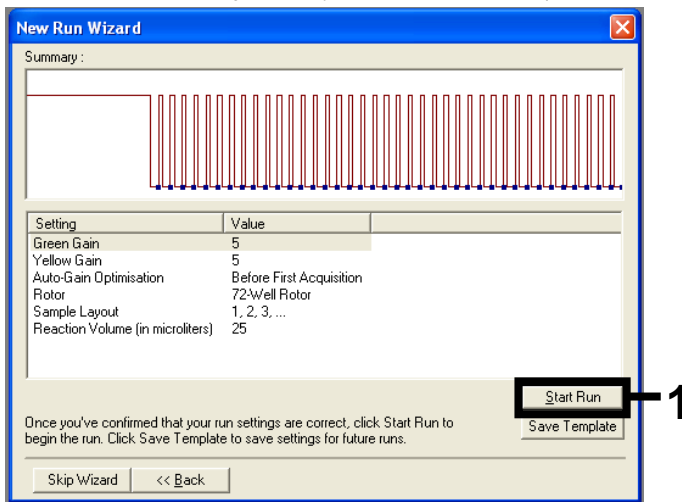 New Run Wizard
Summary :
Setting Value
Green Gain 5
Yellow Gain 5
Auto-Gain Optimisation Before First Acquisition
Rotor 72-Well Rotor
Sample Layout 1, 2, 3, ...
Reaction Volume (in microliters) 25
Start Run 1
Once you've confirmed that your run settings are correct, click Start Run to
begin the run. Click Save Template to save settings for future runs.
Save Template
Skip Wizard << Back